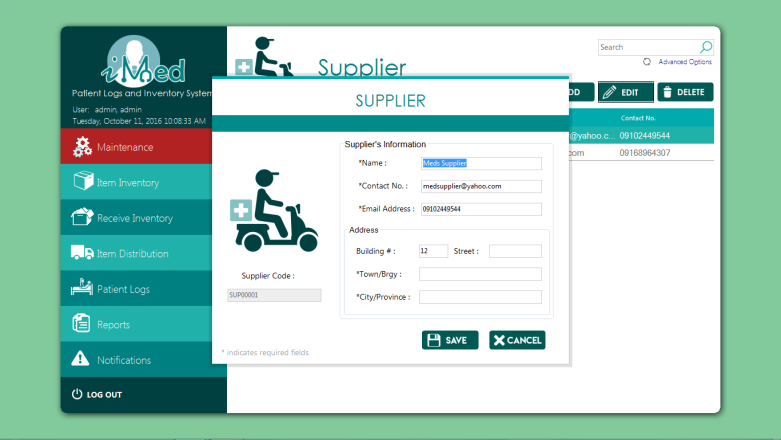 iMed
Patient Logs and Inventory System
User: admin, admin
Tuesday, October 11, 2016 10:08:33 AM
Maintenance
Item Inventory
Receive Inventory
Item Distribution
Patient Logs
Reports
Notifications
LOG OUT
Supplier
Search
Advanced Options
DD
EDIT
DELETE
Contact No.
@yahoo.c... 09102449544
com 09168964307
SUPPLIER
Supplier's Information
*Name : Meds Supplier
*Contact No. : medsupplier@yahoo.com
*Email Address : 09102449544
Address
Building # : 12 Street :
*Town/Brgy :
*City/Province :
Supplier Code :
SUP00001
SAVE
CANCEL
* indicates required fields